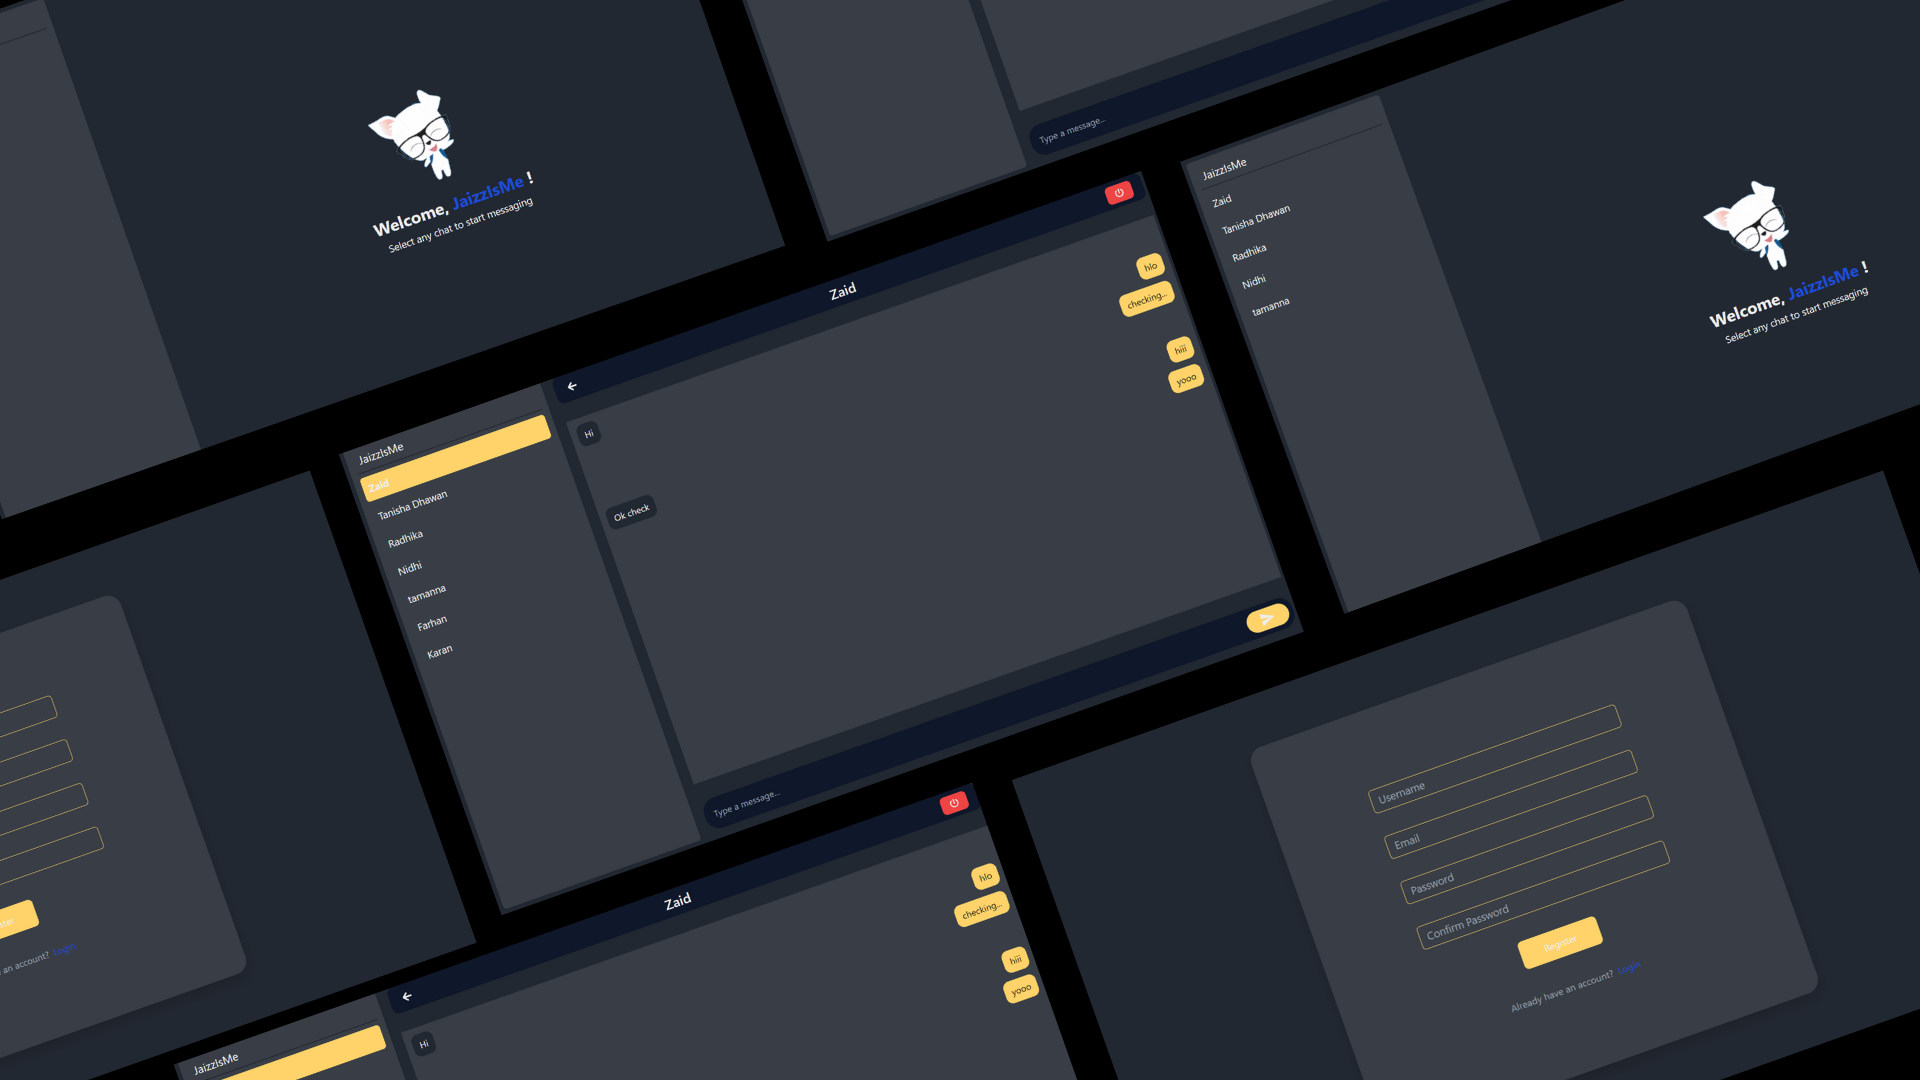 Welcome, JaizzIsMe !
Select any chat to start messaging
Type a message...
JaizzIsMe
Zaid
Tanisha Dhawan
Radhika
Nidhi
tamanna
Welcome, JaizzIsMe !
Select any chat to start messaging
Zaid
hlo
checking...
hiii
yooo
Hi
Ok check
JaizzIsMe
Zaid
Tanisha Dhawan
Radhika
Nidhi
tamanna
Farhan
Karan
Type a message...
an account? Login
Zaid
hlo
checking...
hiii
yooo
Hi
JaizzIsMe
Username
Email
Password
Confirm Password
Register
Already have an account? Login